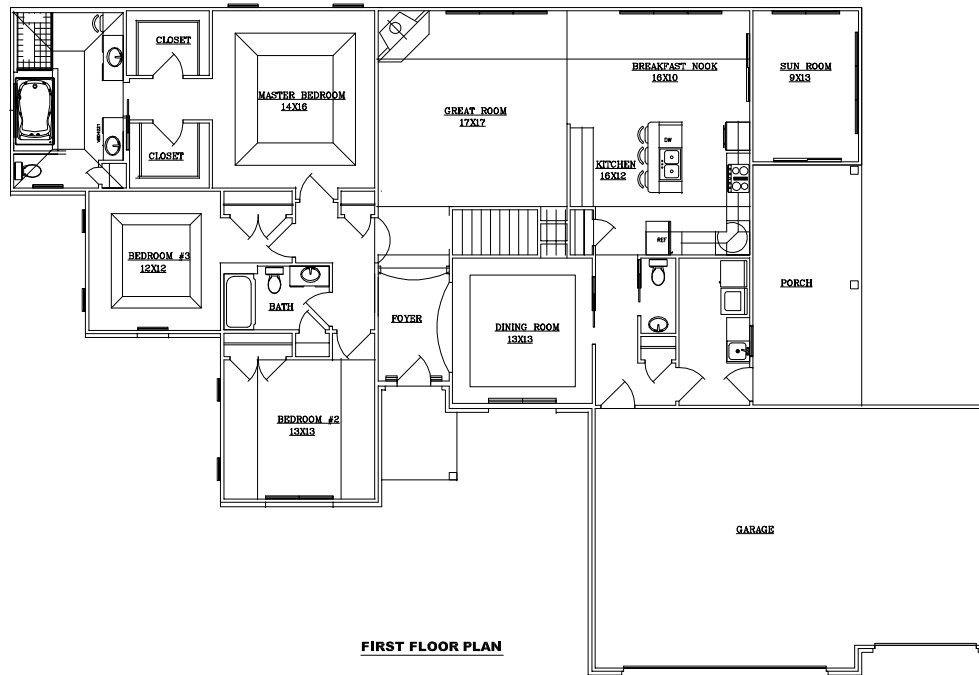 CLOSET
MASTER BEDROOM
14X16
CLOSET
GREAT ROOM
17X17
BREAKFAST NOOK
16X10
SUN ROOM
9X13
DW
KITCHEN
16X12
REF
BEDROOM #3
12X12
BATH
FOYER
DINING ROOM
13X13
PORCH
BEDROOM #2
13X13
GARAGE
FIRST FLOOR PLAN